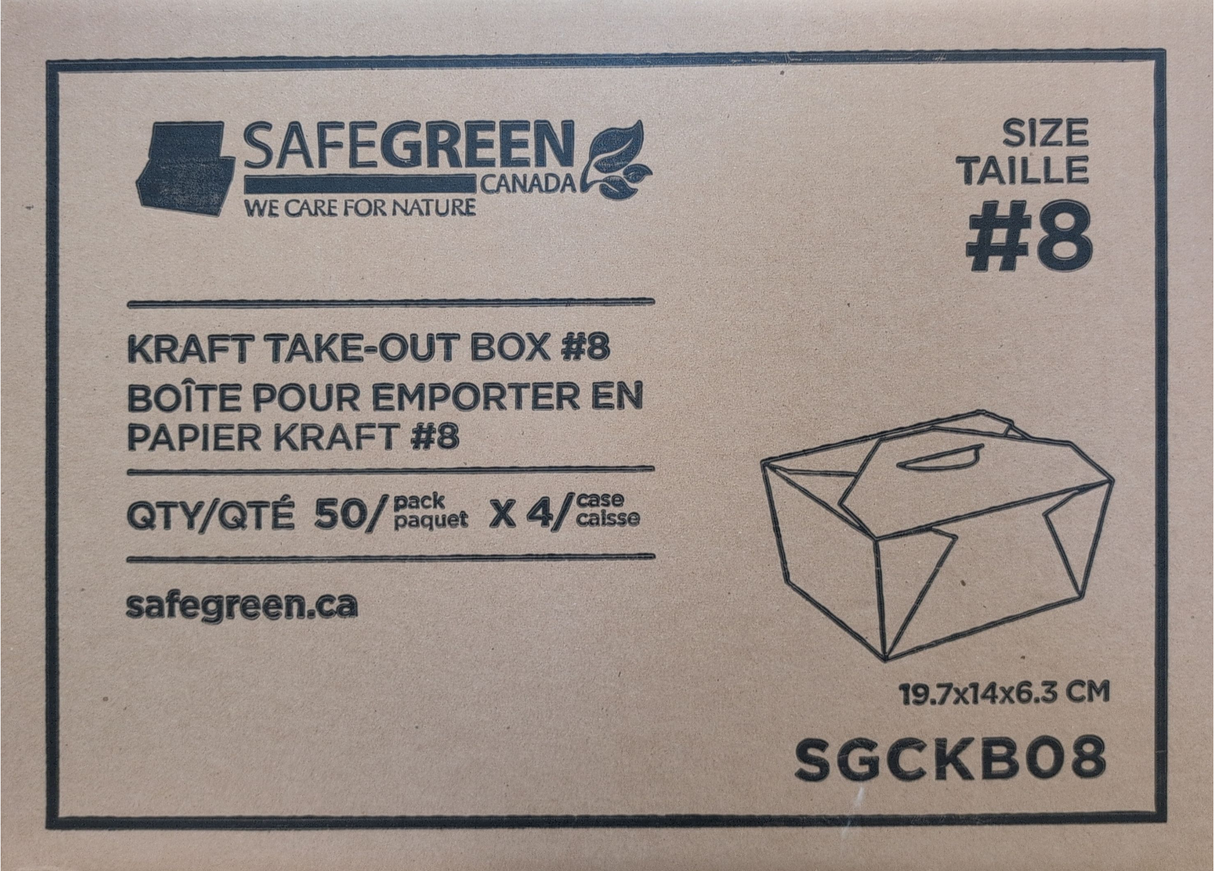 SAFEGREEN
CANADA
WE CARE FOR NATURE
SIZE
TAILLE
#8
KRAFT TAKE-OUT BOX #8
BOÎTE POUR EMPORTER EN
PAPIER KRAFT #8
QTY/QTÉ 50/pack paquet X 4/case caisse
safegreen.ca
19.7x14x6.3 CM
SGCKB08